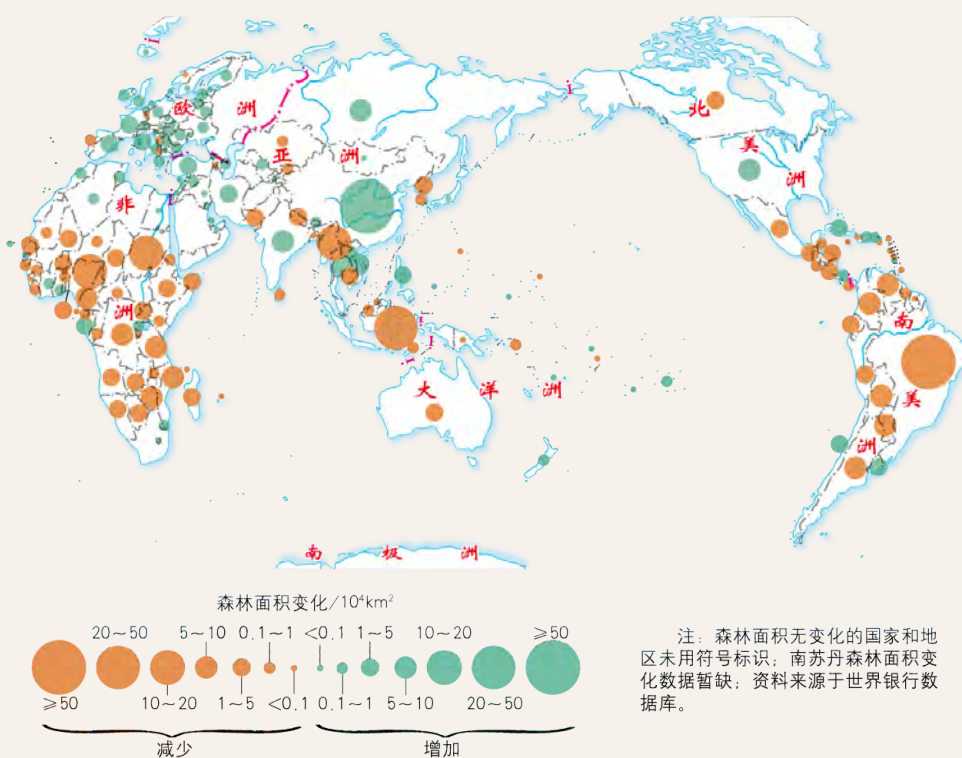 欧 洲
亚 洲
非
洲
北
美
洲
大 洋 洲
南
美
洲
南 极 洲
森林面积变化/10⁴km²
20～50 5～10 0.1～1 <0.1 1～5 10～20 ≥50
≥50 10～20 1～5 <0.1 0.1～1 5～10 20～50
减少 增加
注：森林面积无变化的国家和地
区未用符号标识；南苏丹森林面积变
化数据暂缺；资料来源于世界银行数
据库。